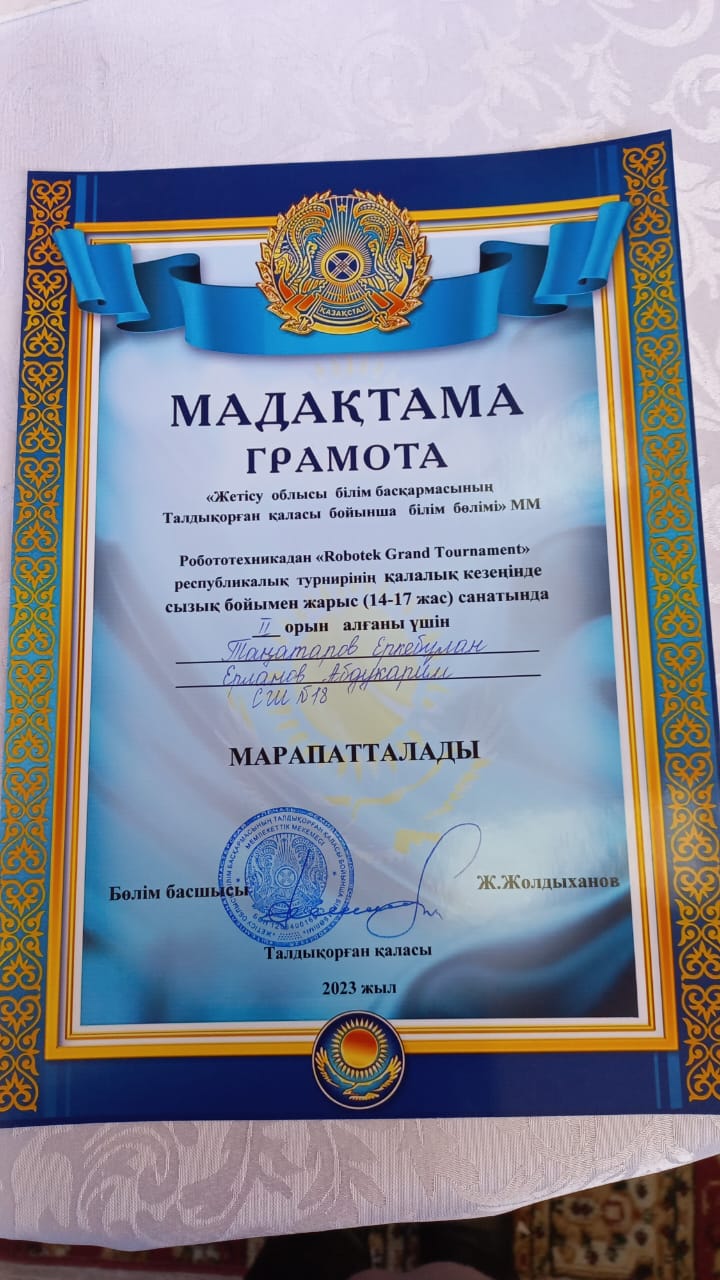 ҚАЗАҚСТАН
МАДАҚТАМА
ГРАМОТА
«Жетісу облысы білім басқармасының
Талдықорған қаласы бойынша білім бөлімі» ММ
Робототехникадан «Robotek Grand Tournament»
республикалық турнирінің қалалық кезеңінде
сызық бойымен жарыс (14-17 жас) санатында
II орын алғаны үшін
Таңатаров Еркебұлан
Ерланов Абдукарим
СШ №18
МАРАПАТТАЛАДЫ
Бөлім басшысы
Ж.Жолдыханов
Талдықорған қаласы
2023 жыл